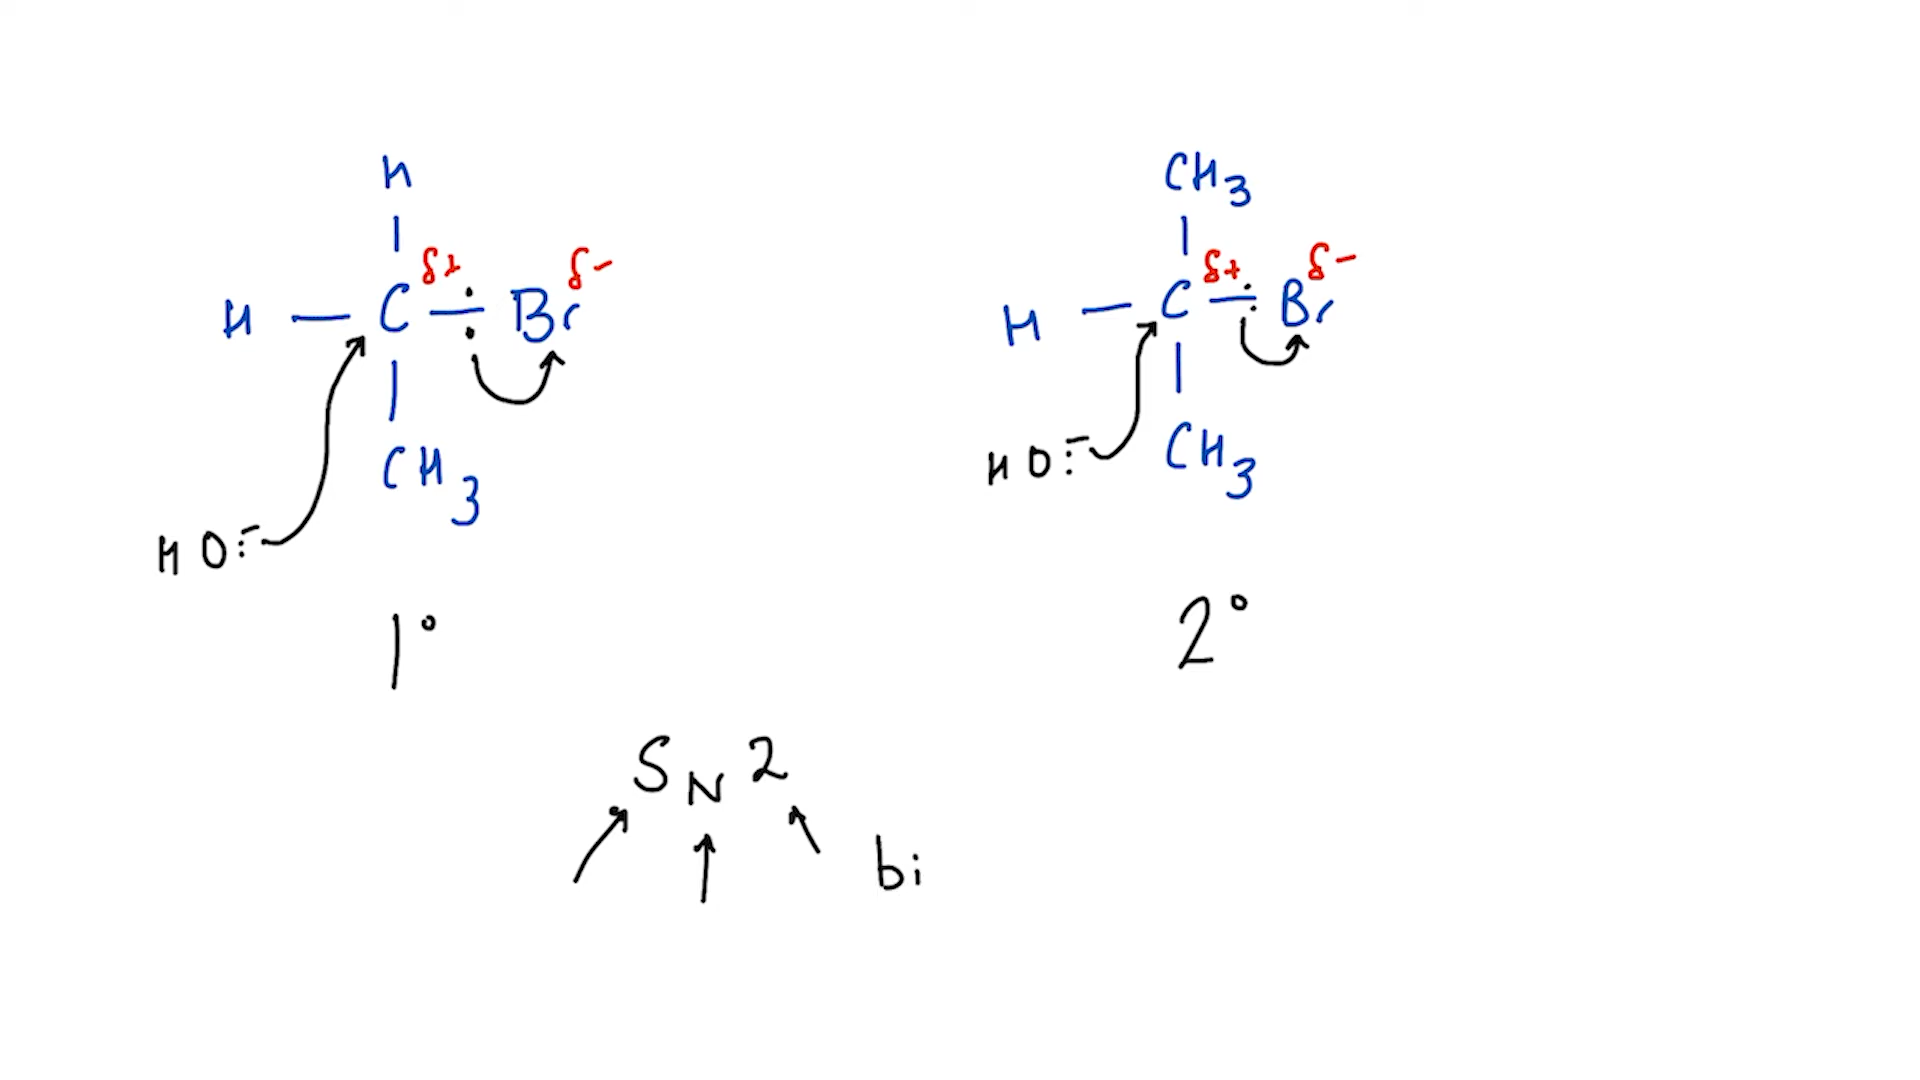 H
CH3
δ+ δ-
δ+ δ-
H — C — Br
H — C — Br
CH3
CH3
HO:-
HO:-
1°
2°
SN2
bi